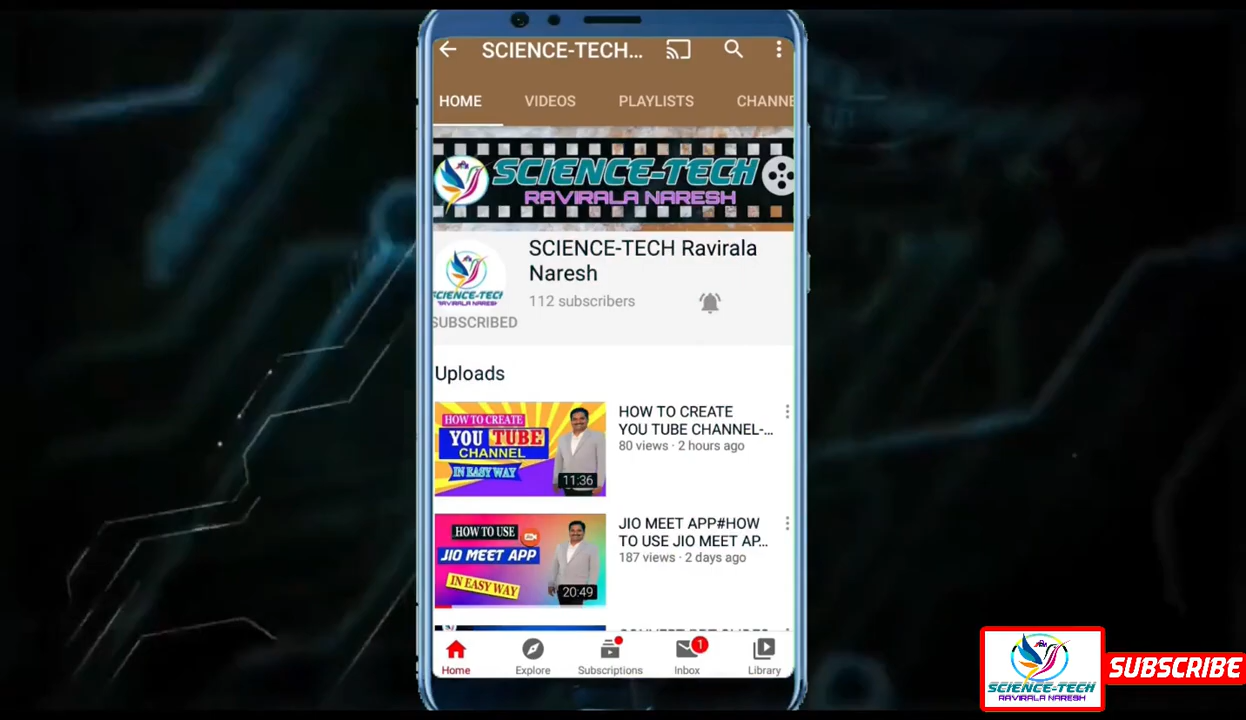 SCIENCE-TECH...
HOME VIDEOS PLAYLISTS CHANNE
SCIENCE-TECH
RAVIRALA NARESH
SCIENCE-TECH Ravirala
Naresh
SCIENCE-TECH
RAVIRALA NARESH
112 subscribers
SUBSCRIBED
Uploads
HOW TO CREATE
YOU TUBE
CHANNEL
IN EASY WAY
11:36
HOW TO CREATE
YOU TUBE CHANNEL-...
80 views · 2 hours ago
HOW TO USE
JIO MEET APP
IN EASY WAY
20:49
JIO MEET APP#HOW
TO USE JIO MEET AP...
187 views · 2 days ago
1
Home Explore Subscriptions Inbox Library
SCIENCE-TECH
RAVIRALA NARESH
SUBSCRIBE